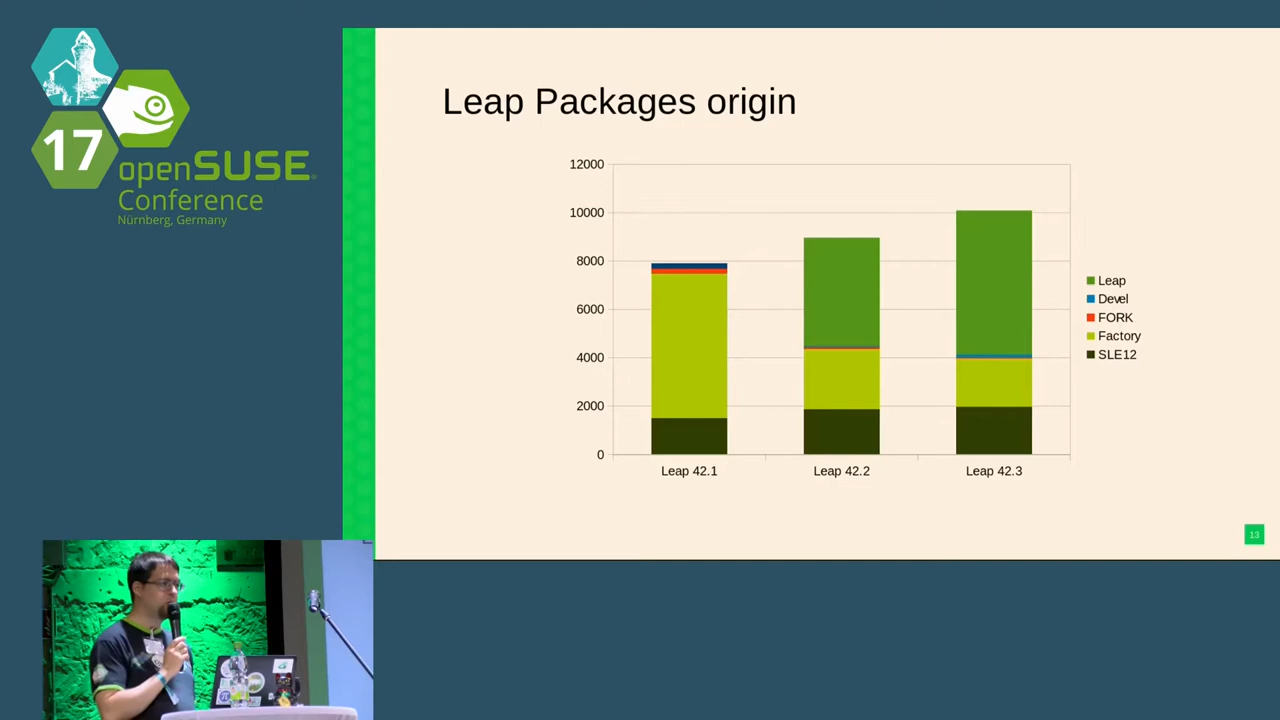 17
openSUSE
Conference
Nürnberg, Germany
Leap Packages origin
12000
10000
8000
6000
4000
2000
0
Leap 42.1
Leap 42.2
Leap 42.3
Leap
Devel
FORK
Factory
SLE12
13